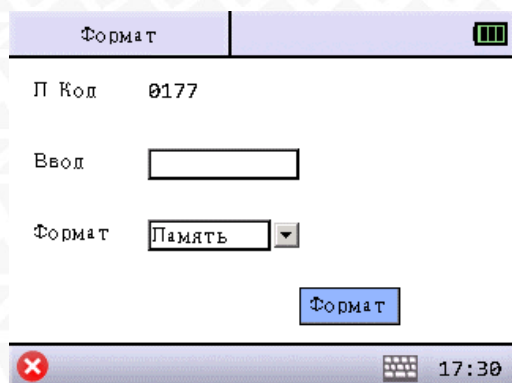 Формат
П Код 0177
Ввод
Формат Память
Формат
17:30